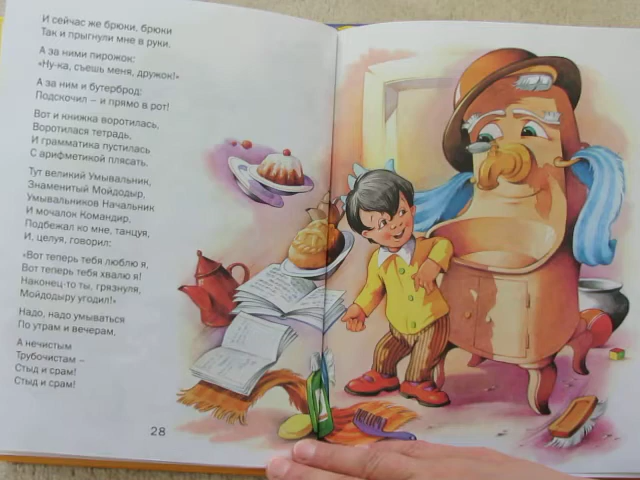 И сейчас же брюки, брюки
Так и прыгнули мне в руки.
А за ними пирожок:
«Ну-ка, съешь меня, дружок!»
А за ним и бутерброд:
Подскочил – и прямо в рот!
Вот и книжка воротилась,
Воротилася тетрадь,
И грамматика пустилась
С арифметикой плясать.
Тут великий Умывальник,
Знаменитый Мойдодыр,
Умывальников Начальник
И мочалок Командир,
Подбежал ко мне, танцуя,
И, целуя, говорил:
«Вот теперь тебя люблю я,
Вот теперь тебя хвалю я!
Наконец-то ты, грязнуля,
Мойдодыру угодил!»
Надо, надо умываться
По утрам и вечерам,
А нечистым
Трубочистам –
Стыд и срам!
Стыд и срам!
28